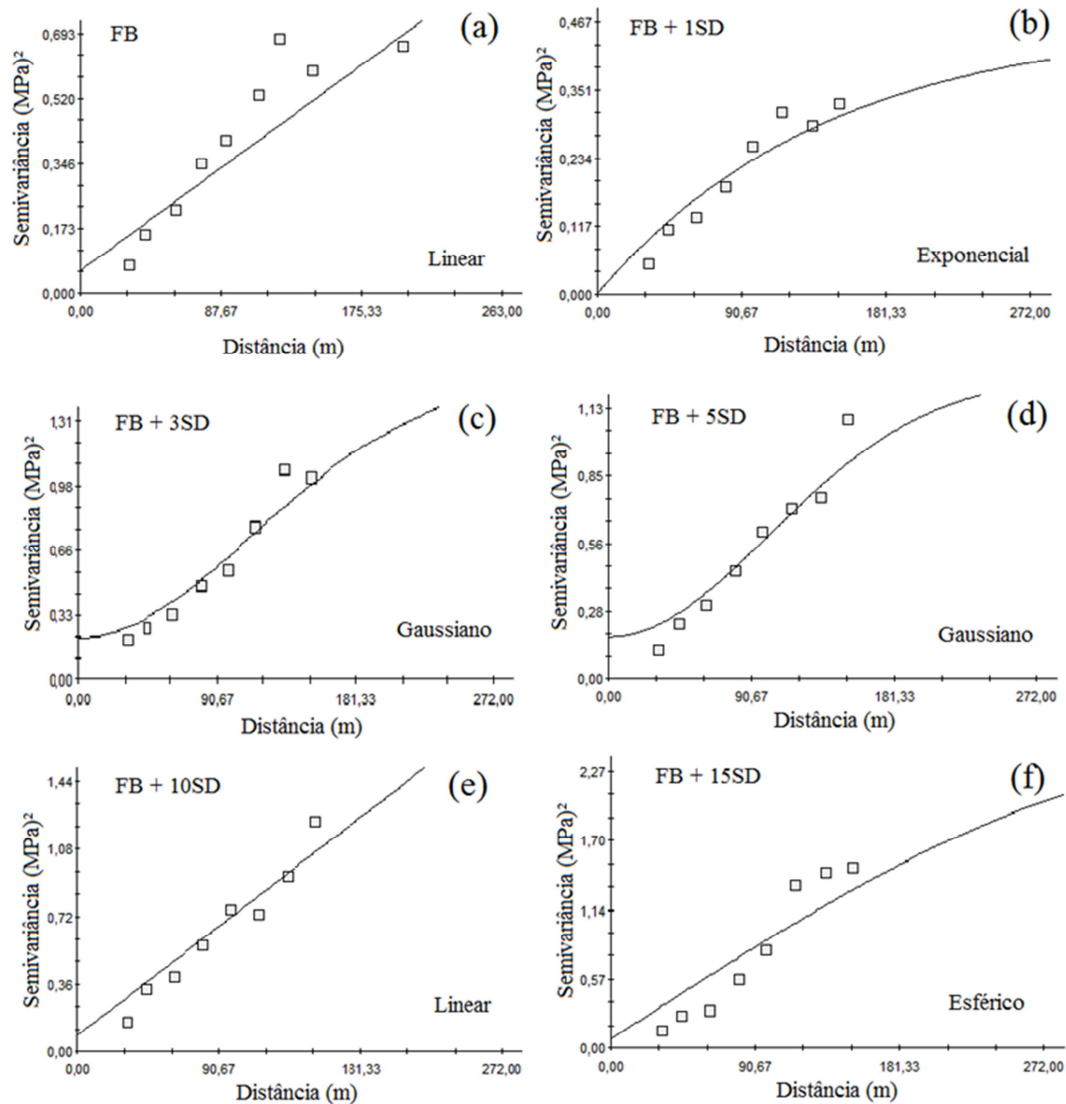 FB
(a)
Semivariância (MPa)²
0,693
0,520
0,346
0,173
0,000
Linear
0,00 87,67 175,33 263,00
Distância (m)
FB + 1SD
(b)
Semivariância (MPa)²
0,467
0,351
0,234
0,117
0,000
Exponencial
0,00 90,67 181,33 272,00
Distância (m)
FB + 3SD
(c)
Semivariância (MPa)²
131
0,98
0,66
0,33
0,00
Gaussiano
0,00 90,67 181,33 272,00
Distância (m)
FB + 5SD
(d)
Semivariância (MPa)²
1,13
0,85
0,56
0,28
0,00
Gaussiano
0,00 90,67 181,33 272,00
Distância (m)
FB + 10SD
(e)
Semivariância (MPa)²
1,44
1,08
0,72
0,36
0,00
Linear
0,00 90,67 181,33 272,00
Distância (m)
FB + 15SD
(f)
Semivariância (MPa)²
2,27
1,70
1,14
0,57
0,00
Esférico
0,00 90,67 181,33 272,00
Distância (m)